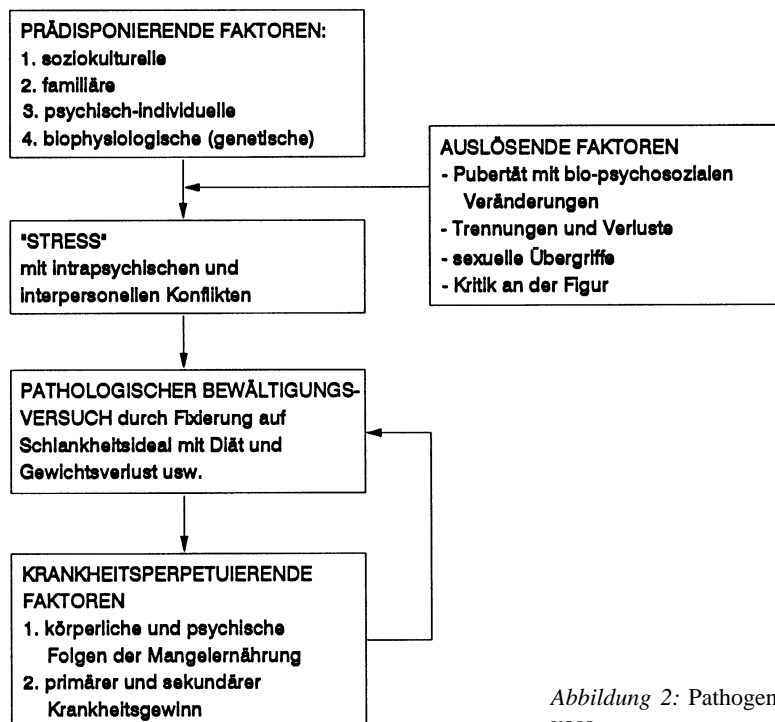 PRÄDISPONIERENDE FAKTOREN:
1. soziokulturelle
2. familiäre
3. psychisch-individuelle
4. biophysiologische (genetische)
AUSLÖSENDE FAKTOREN
- Pubertät mit bio-psychosozialen
Veränderungen
- Trennungen und Verluste
- sexuelle Übergriffe
- Kritik an der Figur
"STRESS"
mit intrapsychischen und
interpersonellen Konflikten
PATHOLOGISCHER BEWÄLTIGUNGS-
VERSUCH durch Fixierung auf
Schlankheitsideal mit Diät und
Gewichtsverlust usw.
KRANKHEITSPERPETUIERENDE
FAKTOREN
1. körperliche und psychische
Folgen der Mangelernährung
2. primärer und sekundärer
Krankheitsgewinn
Abbildung 2: Pathogen